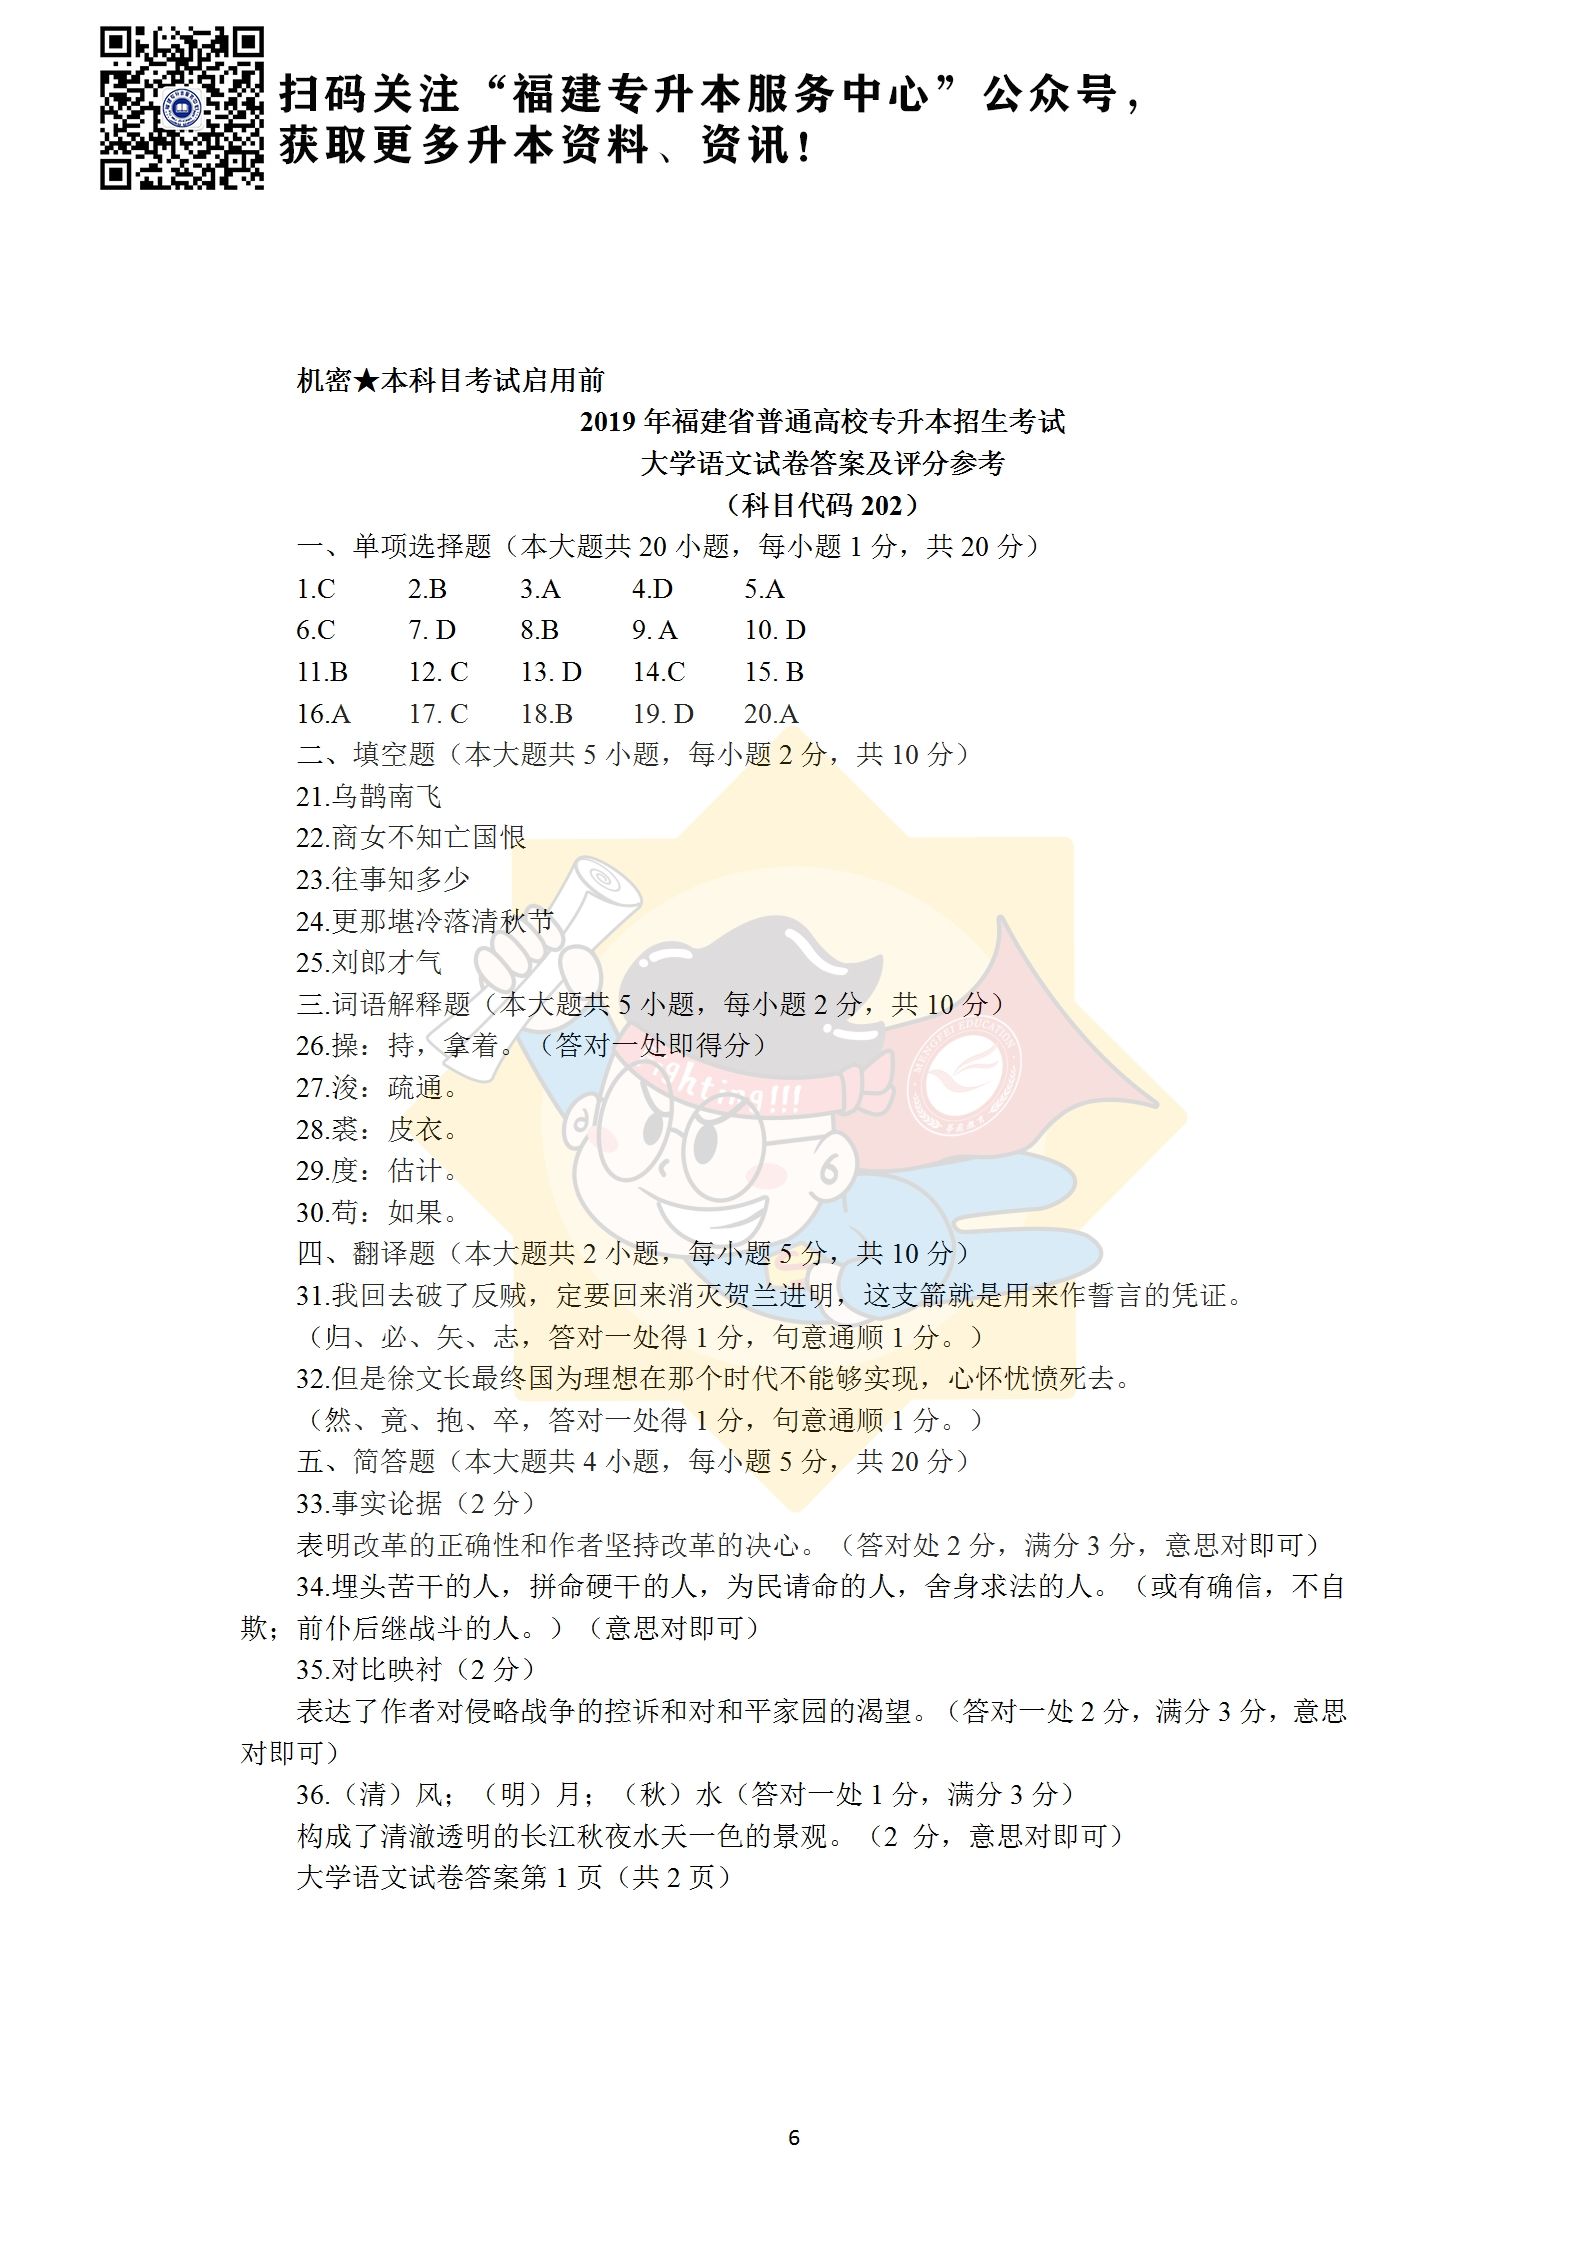 扫码关注“福建专升本服务中心”公众号，
获取更多升本资料、资讯！
机密★本科目考试启用前
2019 年福建省普通高校专升本招生考试
大学语文试卷答案及评分参考
（科目代码 202）
一、单项选择题（本大题共 20 小题，每小题 1 分，共 20 分）
1.C 2.B 3.A 4.D 5.A
6.C 7. D 8.B 9. A 10. D
11.B 12. C 13. D 14.C 15. B
16.A 17. C 18.B 19. D 20.A
二、填空题（本大题共 5 小题，每小题 2 分，共 10 分）
21.乌鹊南飞
22.商女不知亡国恨
23.往事知多少
24.更那堪冷落清秋节
25.刘郎才气
三.词语解释题（本大题共 5 小题，每小题 2 分，共 10 分）
26.操：持，拿着。（答对一处即得分）
27.浚：疏通。
28.裘：皮衣。
29.度：估计。
30.苟：如果。
四、翻译题（本大题共 2 小题，每小题 5 分，共 10 分）
31.我回去破了反贼，定要回来消灭贺兰进明，这支箭就是用来作誓言的凭证。
（归、必、矢、志，答对一处得 1 分，句意通顺 1 分。）
32.但是徐文长最终国为理想在那个时代不能够实现，心怀忧愤死去。
（然、竟、抱、卒，答对一处得 1 分，句意通顺 1 分。）
五、简答题（本大题共 4 小题，每小题 5 分，共 20 分）
33.事实论据（2 分）
表明改革的正确性和作者坚持改革的决心。（答对处 2 分，满分 3 分，意思对即可）
34.埋头苦干的人，拼命硬干的人，为民请命的人，舍身求法的人。（或有确信，不自
欺；前仆后继战斗的人。）（意思对即可）
35.对比映衬（2 分）
表达了作者对侵略战争的控诉和对和平家园的渴望。（答对一处 2 分，满分 3 分，意思
对即可）
36.（清）风；（明）月；（秋）水（答对一处 1 分，满分 3 分）
构成了清澈透明的长江秋夜水天一色的景观。（2 分，意思对即可）
大学语文试卷答案第 1 页（共 2 页）
fighting!!!
MENGFEI EDUCATION
6